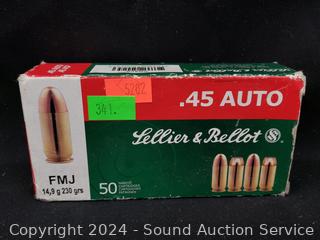 5202
341.
.45 AUTO
Sellier & Bellot
S
FMJ
14,9 g 230 grs
50
Copyright 2024 - Sound Auction Service